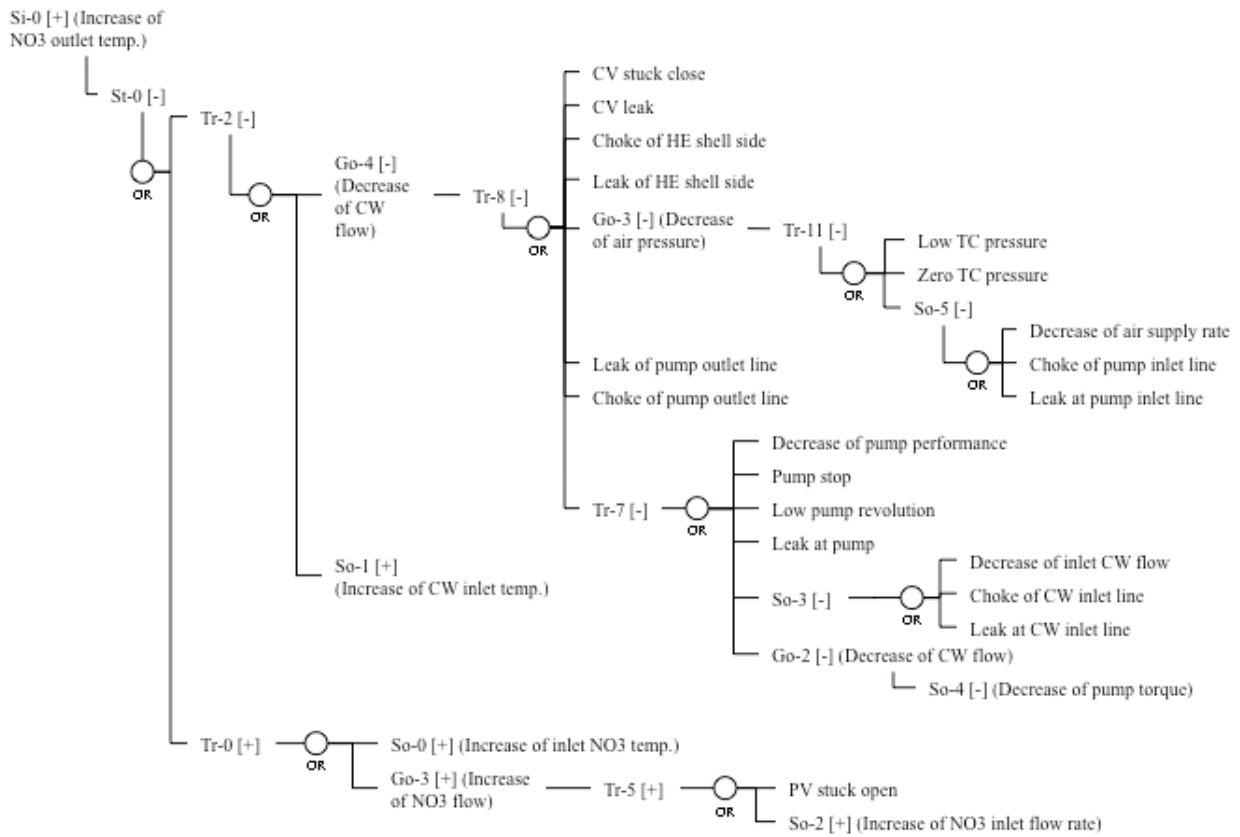 Si-0 [+] (Increase of
NO3 outlet temp.)
St-0 [-]
OR
Tr-2 [-]
OR
Go-4 [-]
(Decrease
of CW
flow)
Tr-8 [-]
OR
CV stuck close
CV leak
Choke of HE shell side
Leak of HE shell side
Go-3 [-] (Decrease
of air pressure)
Tr-11 [-]
OR
Low TC pressure
Zero TC pressure
So-5 [-]
OR
Decrease of air supply rate
Choke of pump inlet line
Leak at pump inlet line
Leak of pump outlet line
Choke of pump outlet line
Tr-7 [-]
OR
Decrease of pump performance
Pump stop
Low pump revolution
Leak at pump
So-3 [-]
OR
Decrease of inlet CW flow
Choke of CW inlet line
Leak at CW inlet line
Go-2 [-] (Decrease of CW flow)
So-4 [-] (Decrease of pump torque)
So-1 [+]
(Increase of CW inlet temp.)
Tr-0 [+]
OR
So-0 [+] (Increase of inlet NO3 temp.)
Go-3 [+] (Increase
of NO3 flow)
Tr-5 [+]
OR
PV stuck open
So-2 [+] (Increase of NO3 inlet flow rate)